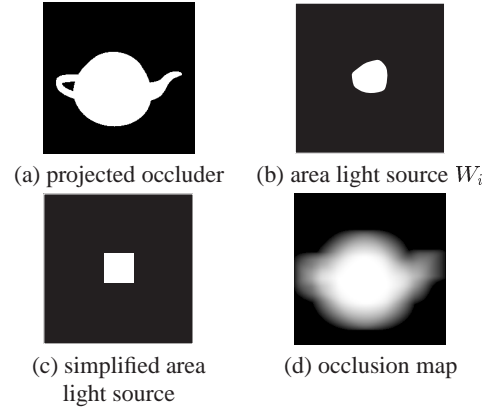 (a) projected occluder
(b) area light source W_i
(c) simplified area
light source
(d) occlusion map